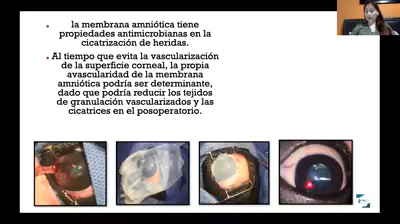 la membrana amniótica tiene
propiedades antimicrobianas en la
cicatrización de heridas.
Al tiempo que evita la vascularización
de la superficie corneal, la propia
avascularidad de la membrana
amniótica podría ser determinante,
dado que podría reducir los tejidos
de granulación vascularizados y las
cicatrices en el posoperatorio.